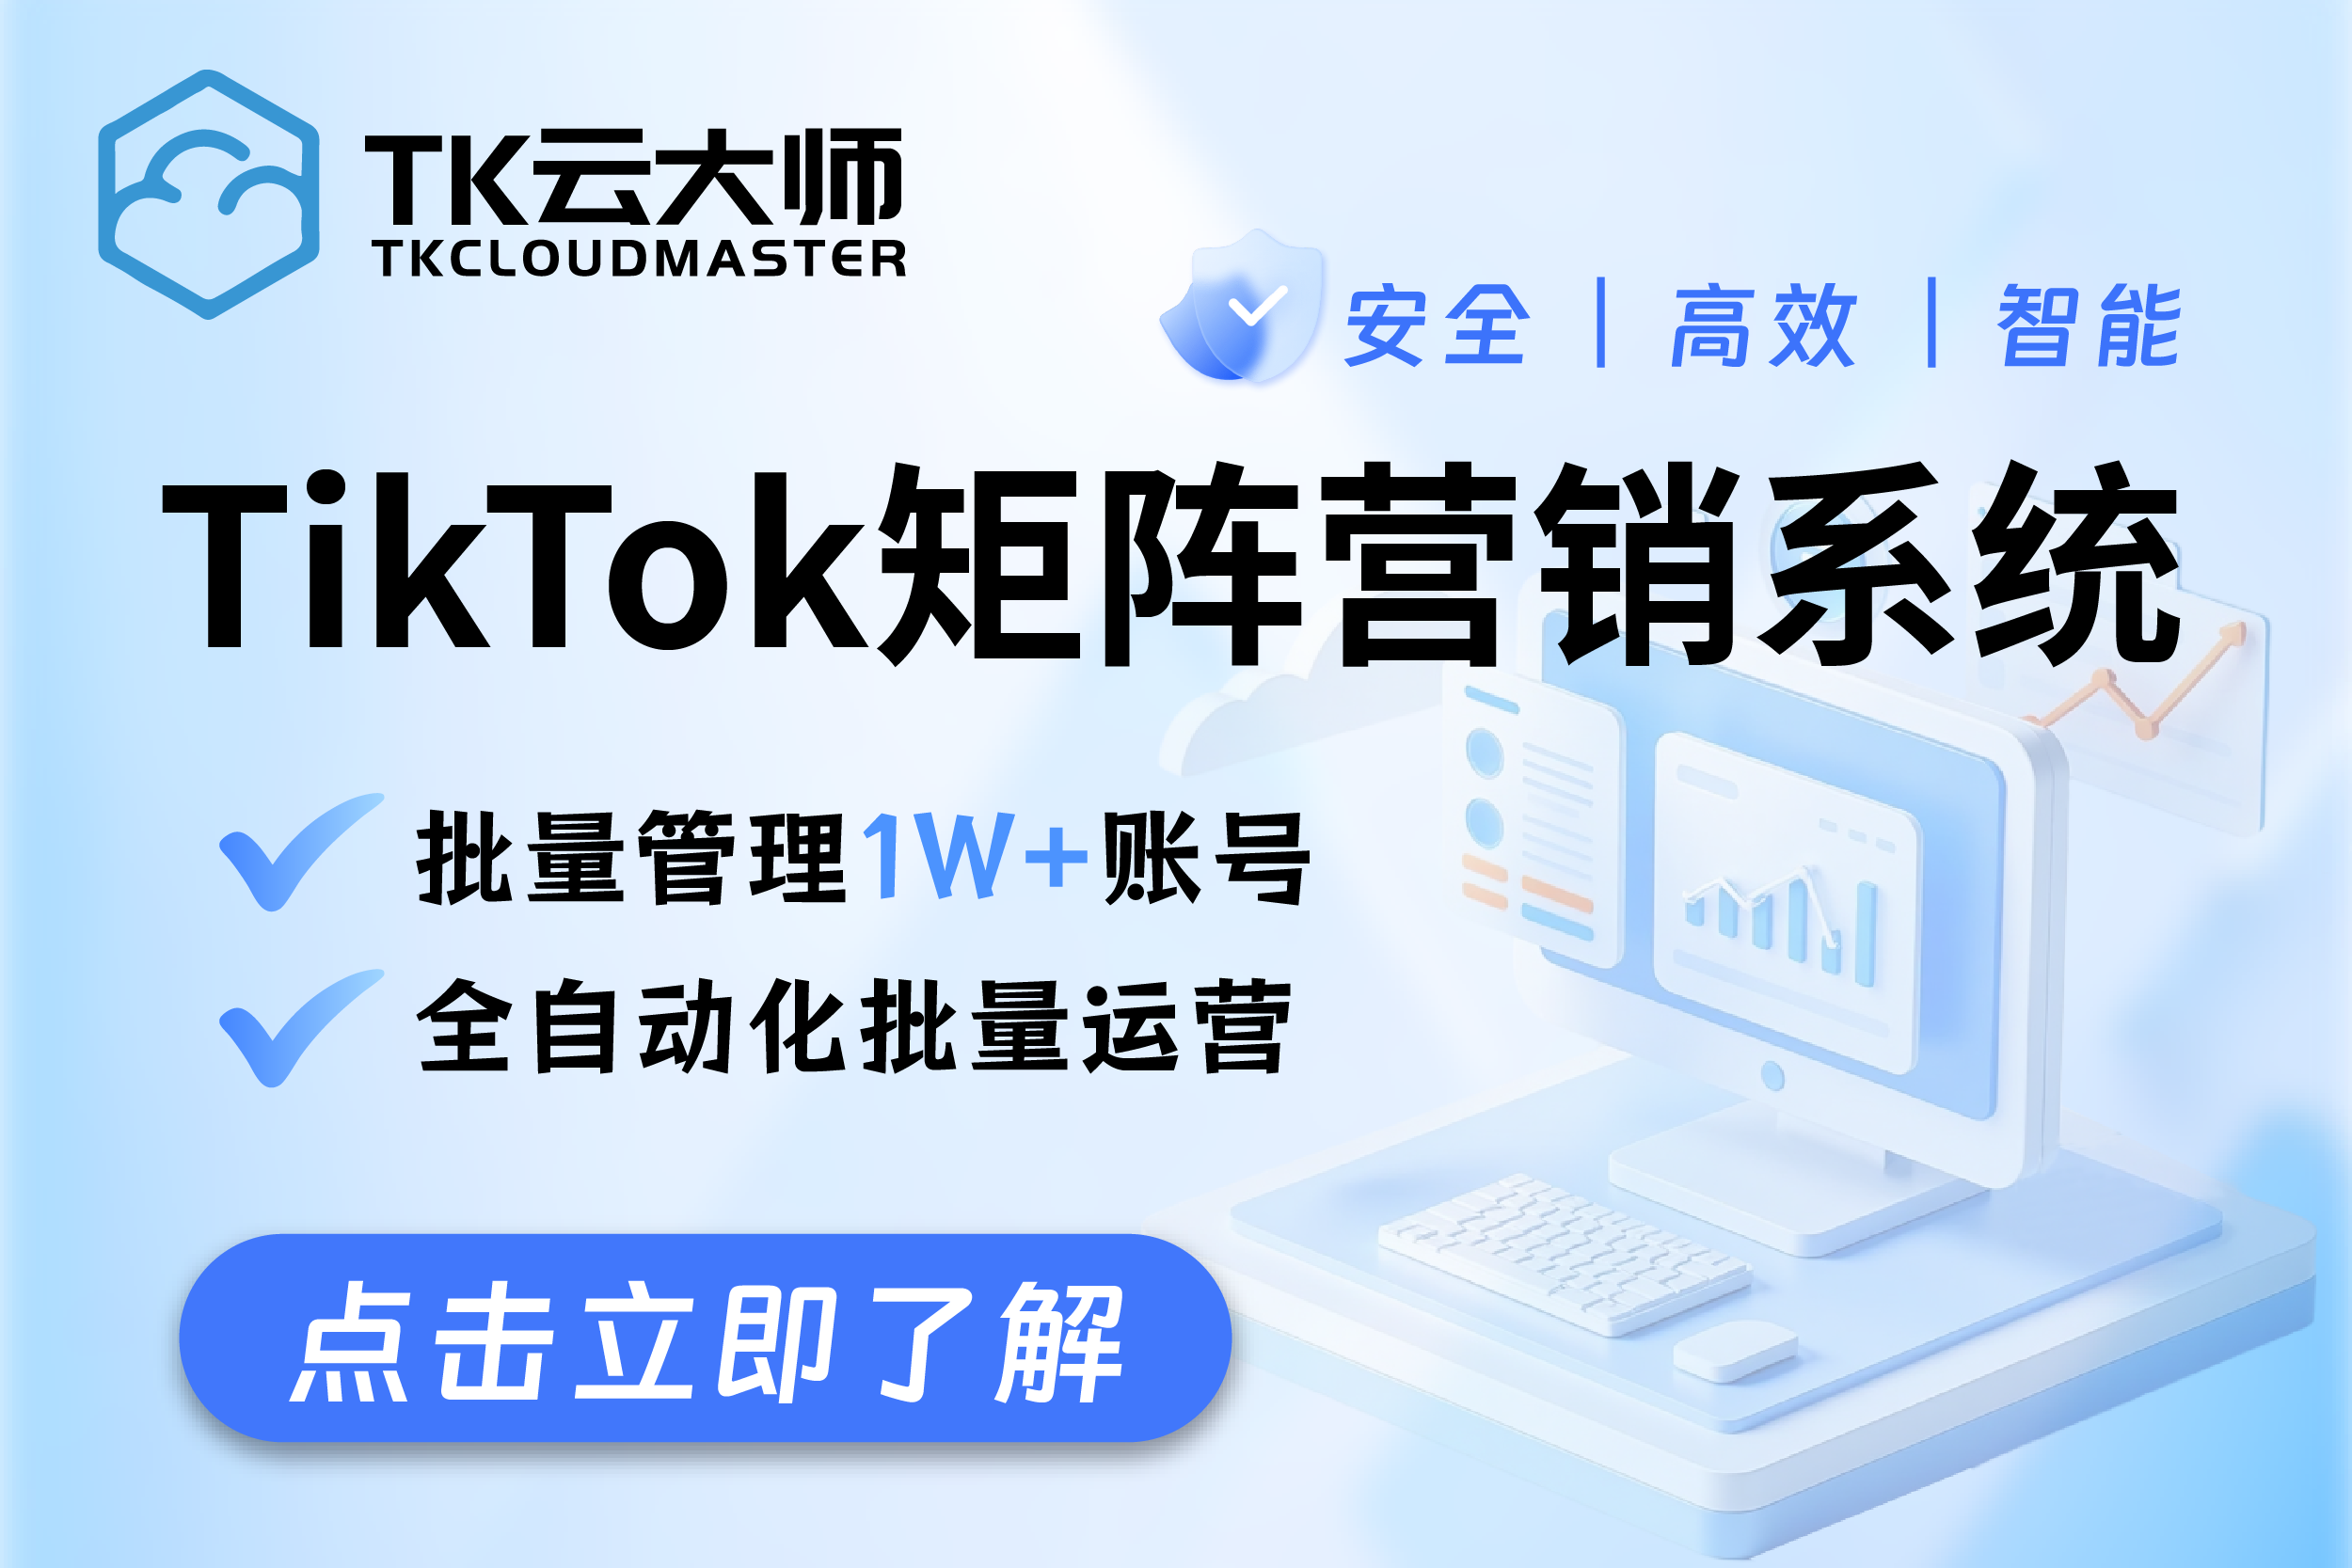 TK云大师
TKCLOUDMASTER
安全 | 高效 | 智能
TikTok矩阵营销系统
批量管理1W+账号
全自动化批量运营
点击立即了解